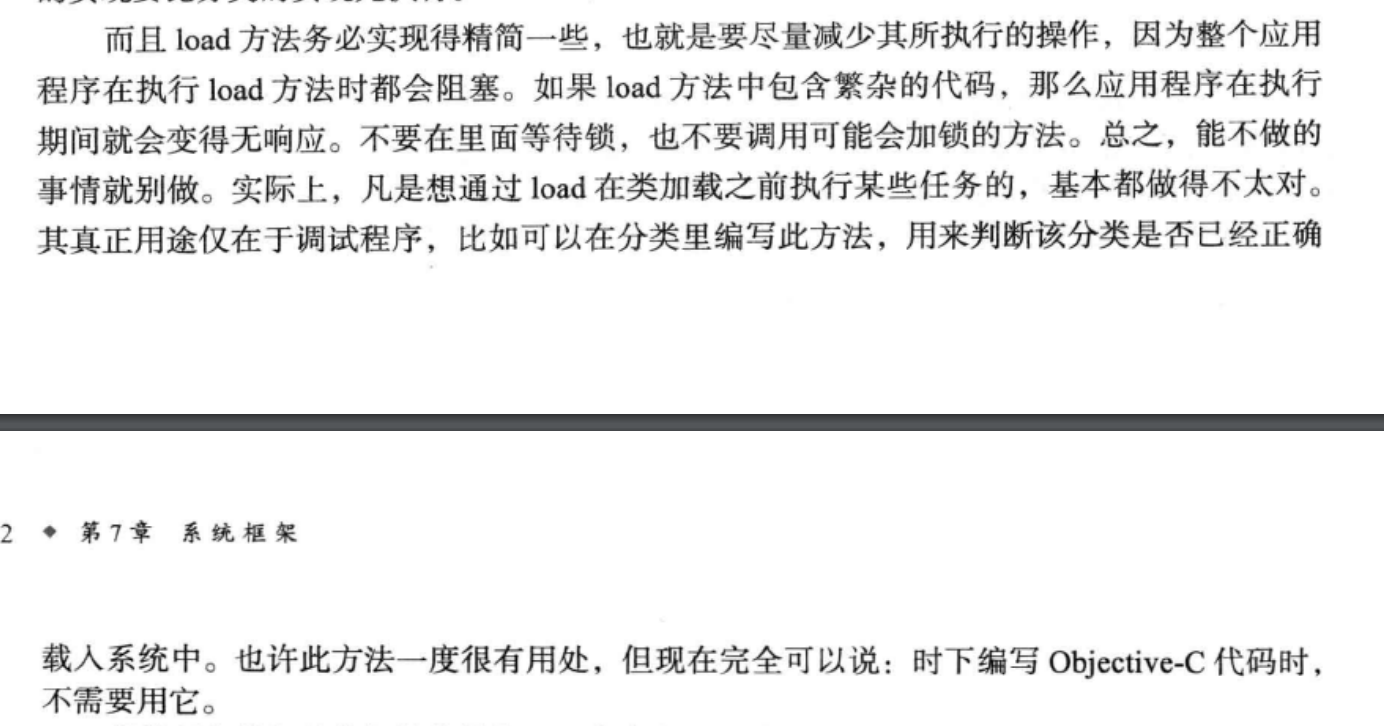 而且 load 方法务必实现得精简一些，也就是要尽量减少其所执行的操作，因为整个应用
程序在执行 load 方法时都会阻塞。如果 load 方法中包含繁杂的代码，那么应用程序在执行
期间就会变得无响应。不要在里面等待锁，也不要调用可能会加锁的方法。总之，能不做的
事情就别做。实际上，凡是想通过 load 在类加载之前执行某些任务的，基本都做得不太对。
其真正用途仅在于调试程序，比如可以在分类里编写此方法，用来判断该分类是否已经正确
2 ◆ 第7章 系统框架
载入系统中。也许此方法一度很有用处，但现在完全可以说：时下编写 Objective-C 代码时，
不需要用它。